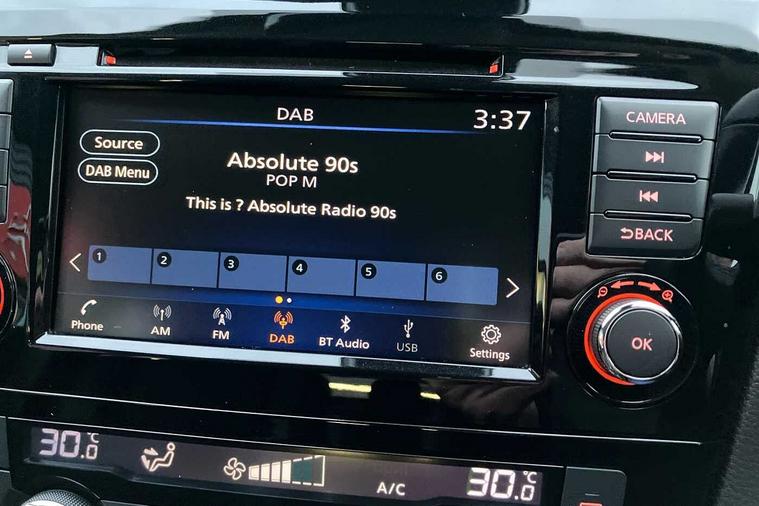 DAB
3:37
Source
DAB Menu
Absolute 90s
POP M
This is ? Absolute Radio 90s
1 2 3 4 5 6
Phone
AM
FM
DAB
BT Audio
USB
Settings
CAMERA
BACK
OK
30.0°C
A/C
30.0°C